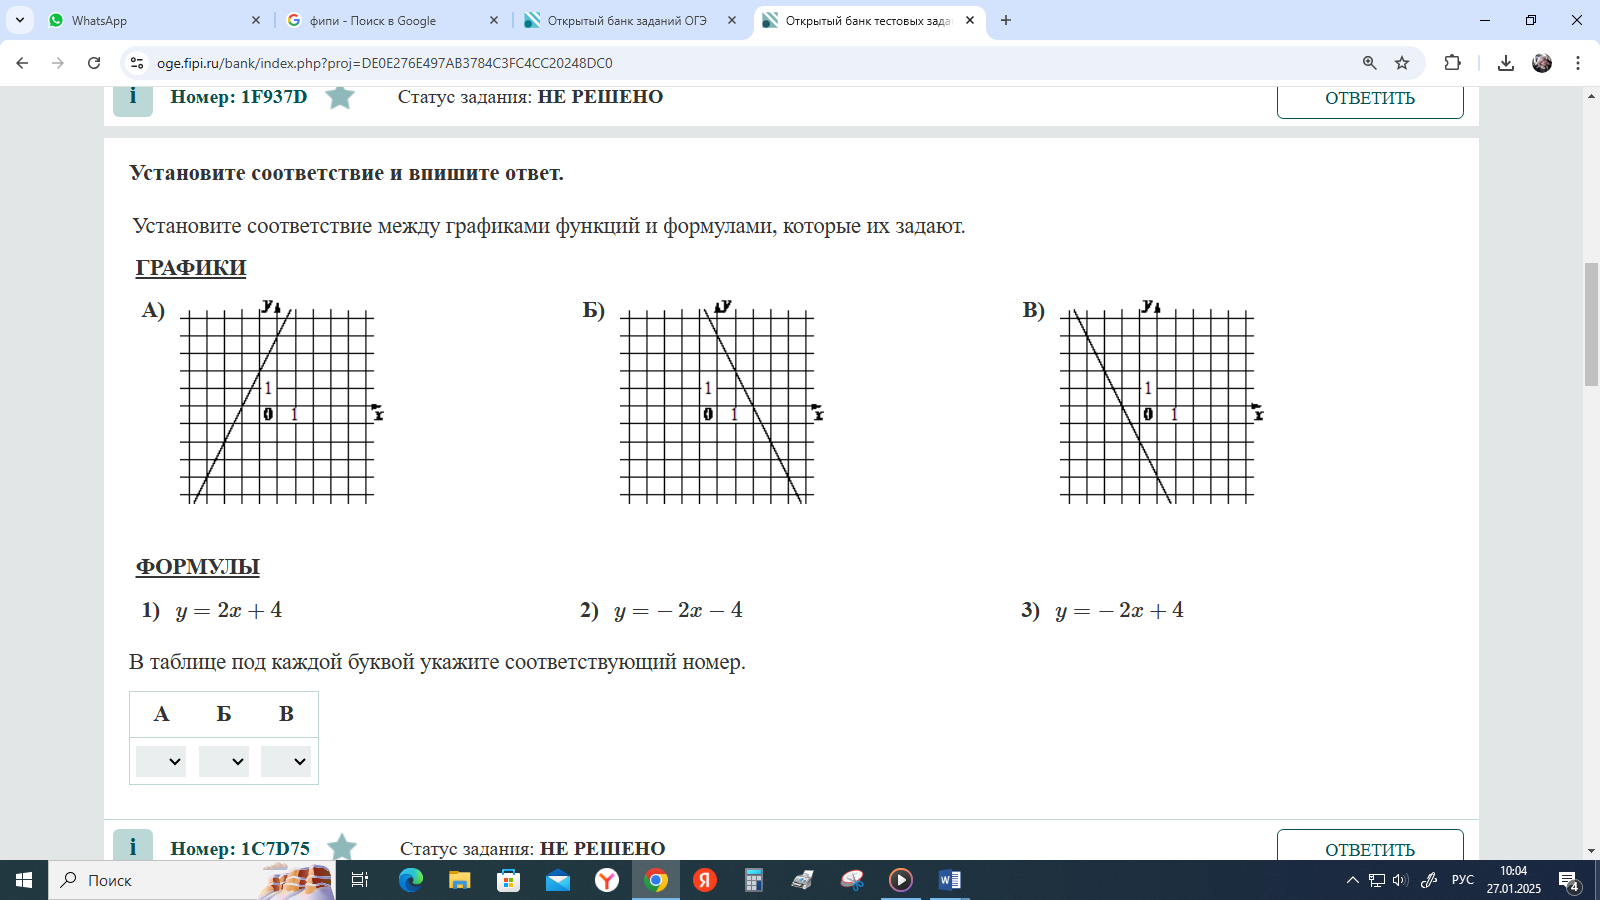 WhatsApp
фипи - Поиск в Google
Открытый банк заданий ОГЭ
Открытый банк тестовых зада
oge.fipi.ru/bank/index.php?proj=DE0E276E497AB3784C3FC4CC20248DC0
i Номер: 1F937D Статус задания: НЕ РЕШЕНО ОТВЕТИТЬ
Установите соответствие и впишите ответ.
Установите соответствие между графиками функций и формулами, которые их задают.
ГРАФИКИ
А) y 1 0 1 x
Б) y 1 0 1 x
В) y 1 0 1 x
ФОРМУЛЫ
1) y = 2x + 4
2) y = − 2x − 4
3) y = − 2x + 4
В таблице под каждой буквой укажите соответствующий номер.
А Б В
i Номер: 1C7D75 Статус задания: НЕ РЕШЕНО ОТВЕТИТЬ
Поиск
РУС
10:04
27.01.2025
4